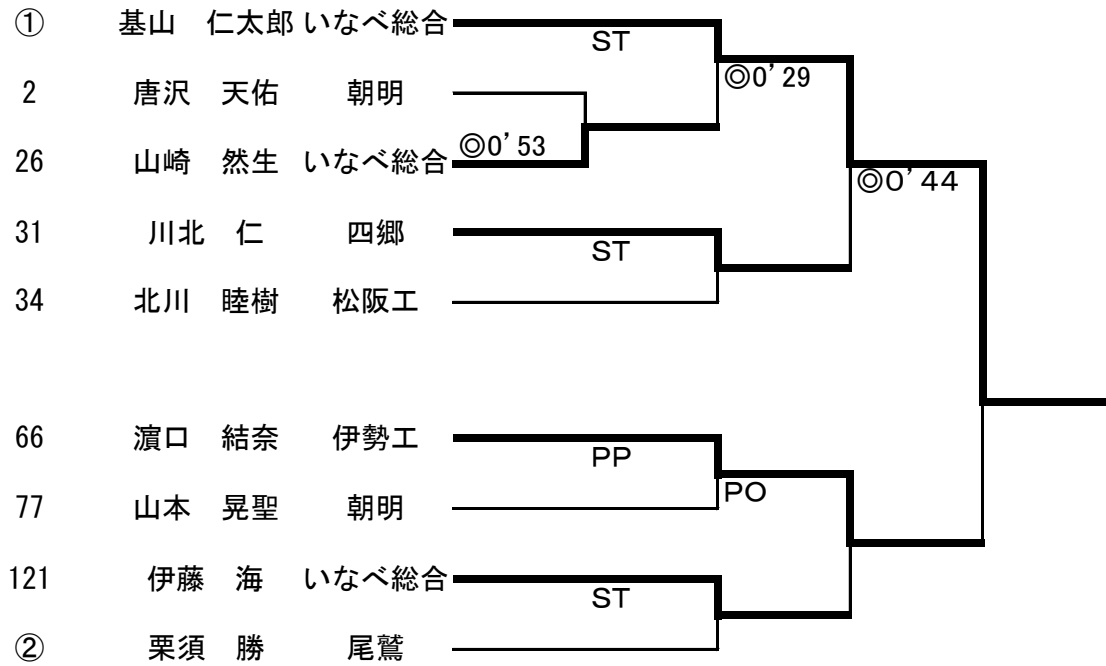 ① 基山 仁太郎 いなべ総合
ST
2 唐沢 天佑 朝明
◎0'29
26 山崎 然生 いなべ総合 ◎0'53
◎0'44
31 川北 仁 四郷
ST
34 北川 睦樹 松阪工
66 濵口 結奈 伊勢工
PP
PO
77 山本 晃聖 朝明
121 伊藤 海 いなべ総合
ST
② 栗須 勝 尾鷲